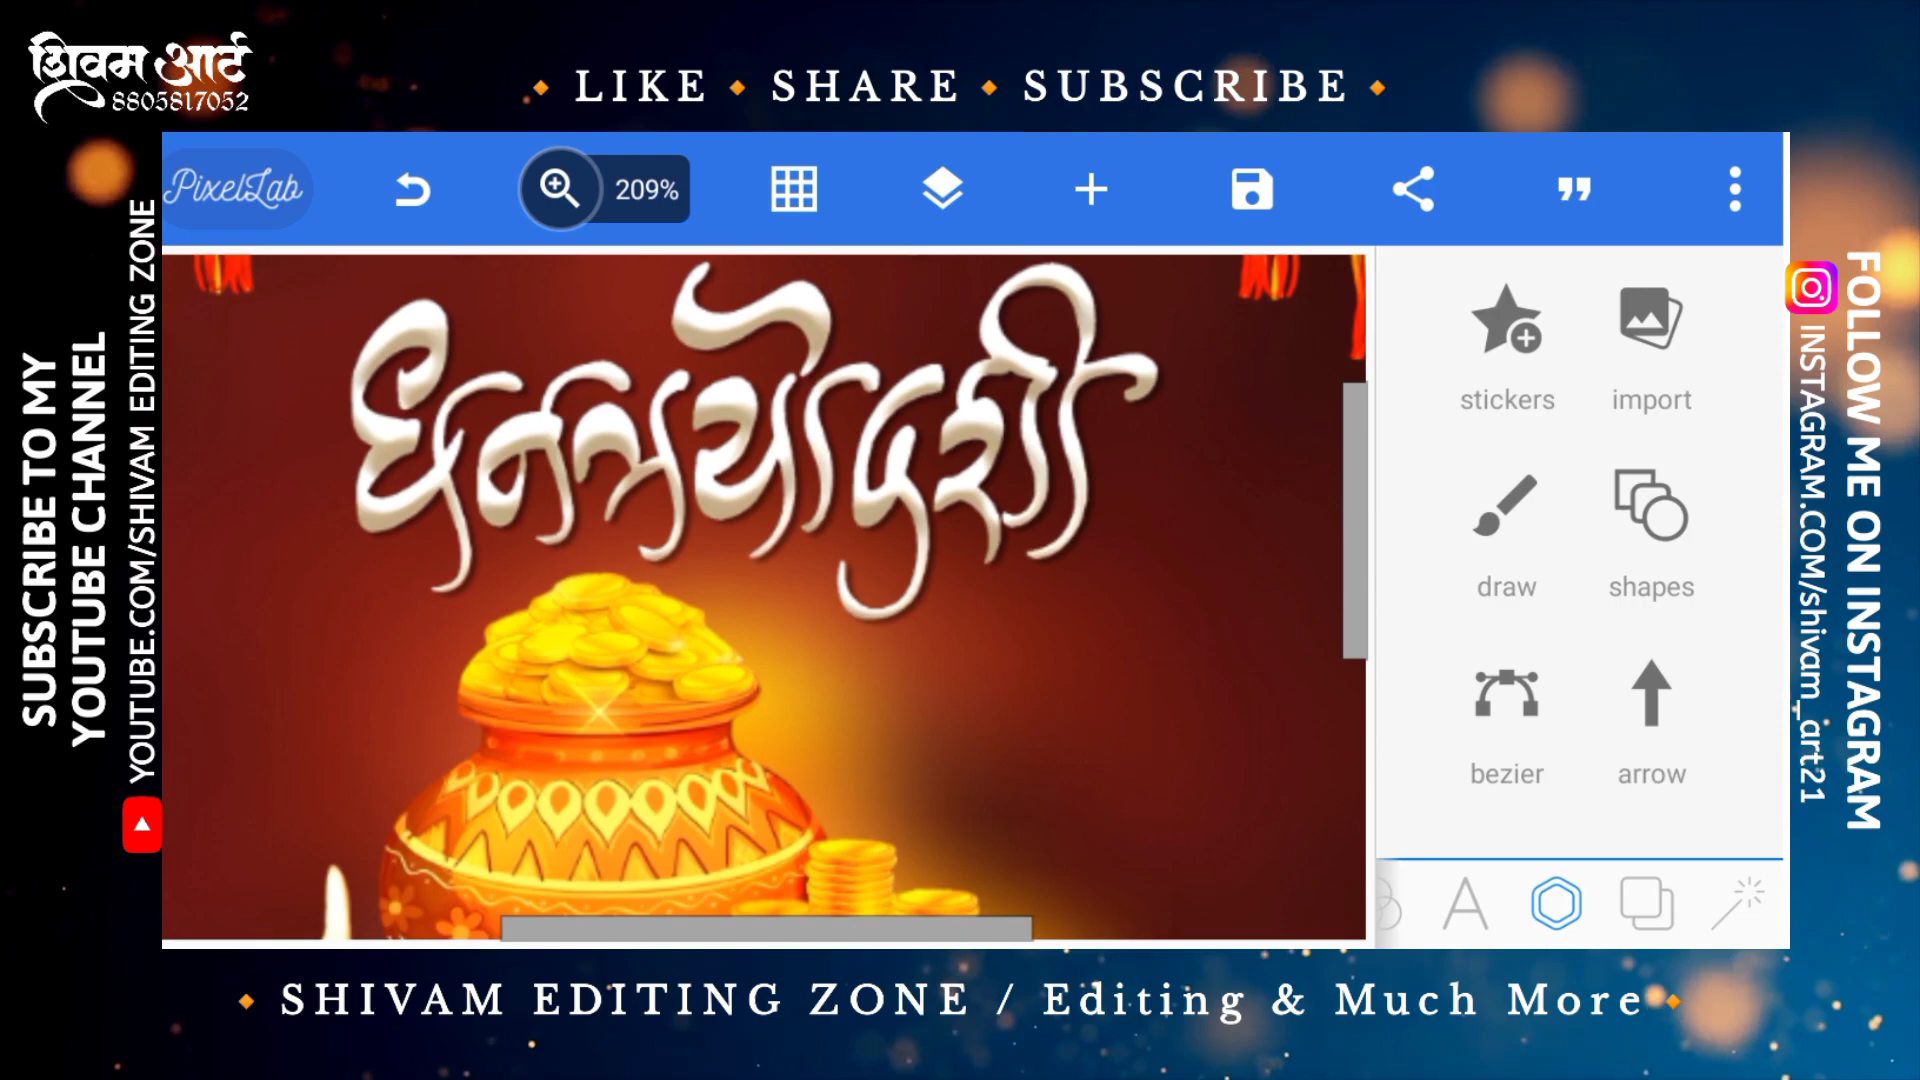 शिवम आर्ट
8805817052
LIKE SHARE SUBSCRIBE
PixelLab
209%
धनत्रयोदशी
stickers
import
draw
shapes
bezier
arrow
SUBSCRIBE TO MY
YOUTUBE CHANNEL
YOUTUBE.COM/SHIVAM EDITING ZONE
FOLLOW ME ON INSTAGRAM
INSTAGRAM.COM/shivam_art21
SHIVAM EDITING ZONE / Editing & Much More